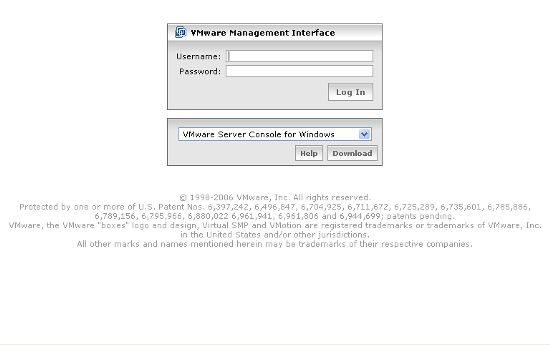 VMware Management Interface
Username:
Password:
Log In
VMware Server Console for Windows
Help Download
© 1998-2006 VMware, Inc. All rights reserved.
Protected by one or more of U.S. Patent Nos. 6,397,242, 6,496,847, 6,704,925, 6,711,672, 6,725,289, 6,735,601, 6,785,886,
6,789,156, 6,795,966, 6,880,022 6,961,941, 6,961,806 and 6,944,699; patents pending.
VMware, the VMware "boxes" logo and design, Virtual SMP and VMotion are registered trademarks or trademarks of VMware, Inc.
in the United States and/or other jurisdictions.
All other marks and names mentioned herein may be trademarks of their respective companies.